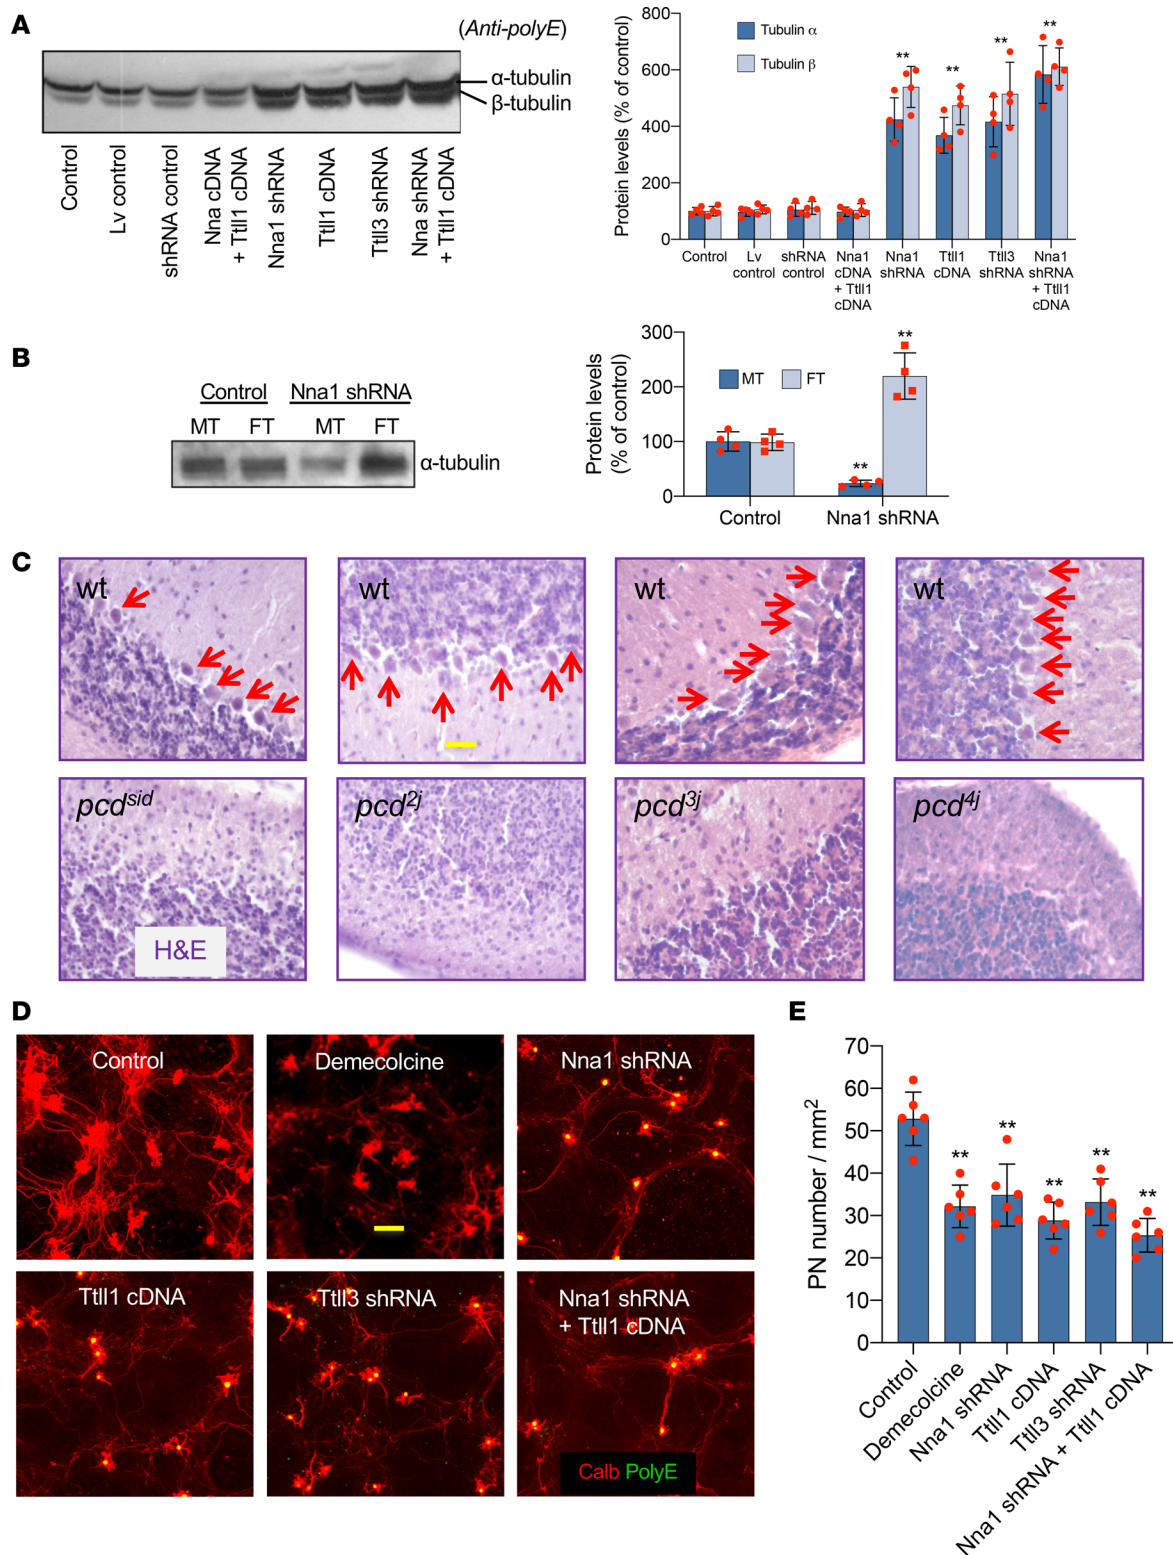 A
(Anti-polyE)
α-tubulin
β-tubulin
Control
Lv control
shRNA control
Nna cDNA
+ Ttll1 cDNA
Nna1 shRNA
Ttll1 cDNA
Ttll3 shRNA
Nna shRNA
+ Ttll1 cDNA
Protein levels (% of control)
800
600
400
200
0
Tubulin α
Tubulin β
**
**
**
**
Control
Lv
control
shRNA
control
Nna1
cDNA
+ Ttll1
cDNA
Nna1
shRNA
Ttll1
cDNA
Ttll3
shRNA
Nna1
shRNA
+ Ttll1
cDNA
B
Control
Nna1 shRNA
MT
FT
MT
FT
α-tubulin
Protein levels
(% of control)
300
200
100
0
MT
FT
**
**
Control
Nna1 shRNA
C
wt
wt
wt
wt
pcdsid
H&E
pcd2j
pcd3j
pcd4j
D
Control
Demecolcine
Nna1 shRNA
Ttll1 cDNA
Ttll3 shRNA
Nna1 shRNA
+ Ttll1 cDNA
Calb PolyE
E
PN number / mm2
70
60
50
40
30
20
10
0
**
**
**
**
**
Control
Demecolcine
Nna1 shRNA
Ttll1 cDNA
Ttll3 shRNA
Nna1 shRNA + Ttll1 cDNA